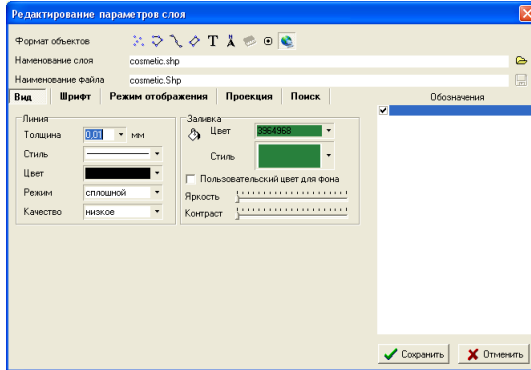 Редактирование параметров слоя
Формат объектов T
Наменование слоя cosmetic.shp
Наименование файла cosmetic.Shp
Вид Шрифт Режим отображения Проекция Поиск Обозначения
Линия Заливка
Толщина 0,01 мм Цвет 3964968
Стиль Стиль
Цвет Пользовательский цвет для фона
Режим сплошной Яркость
Качество низкое Контраст
Сохранить Отменить